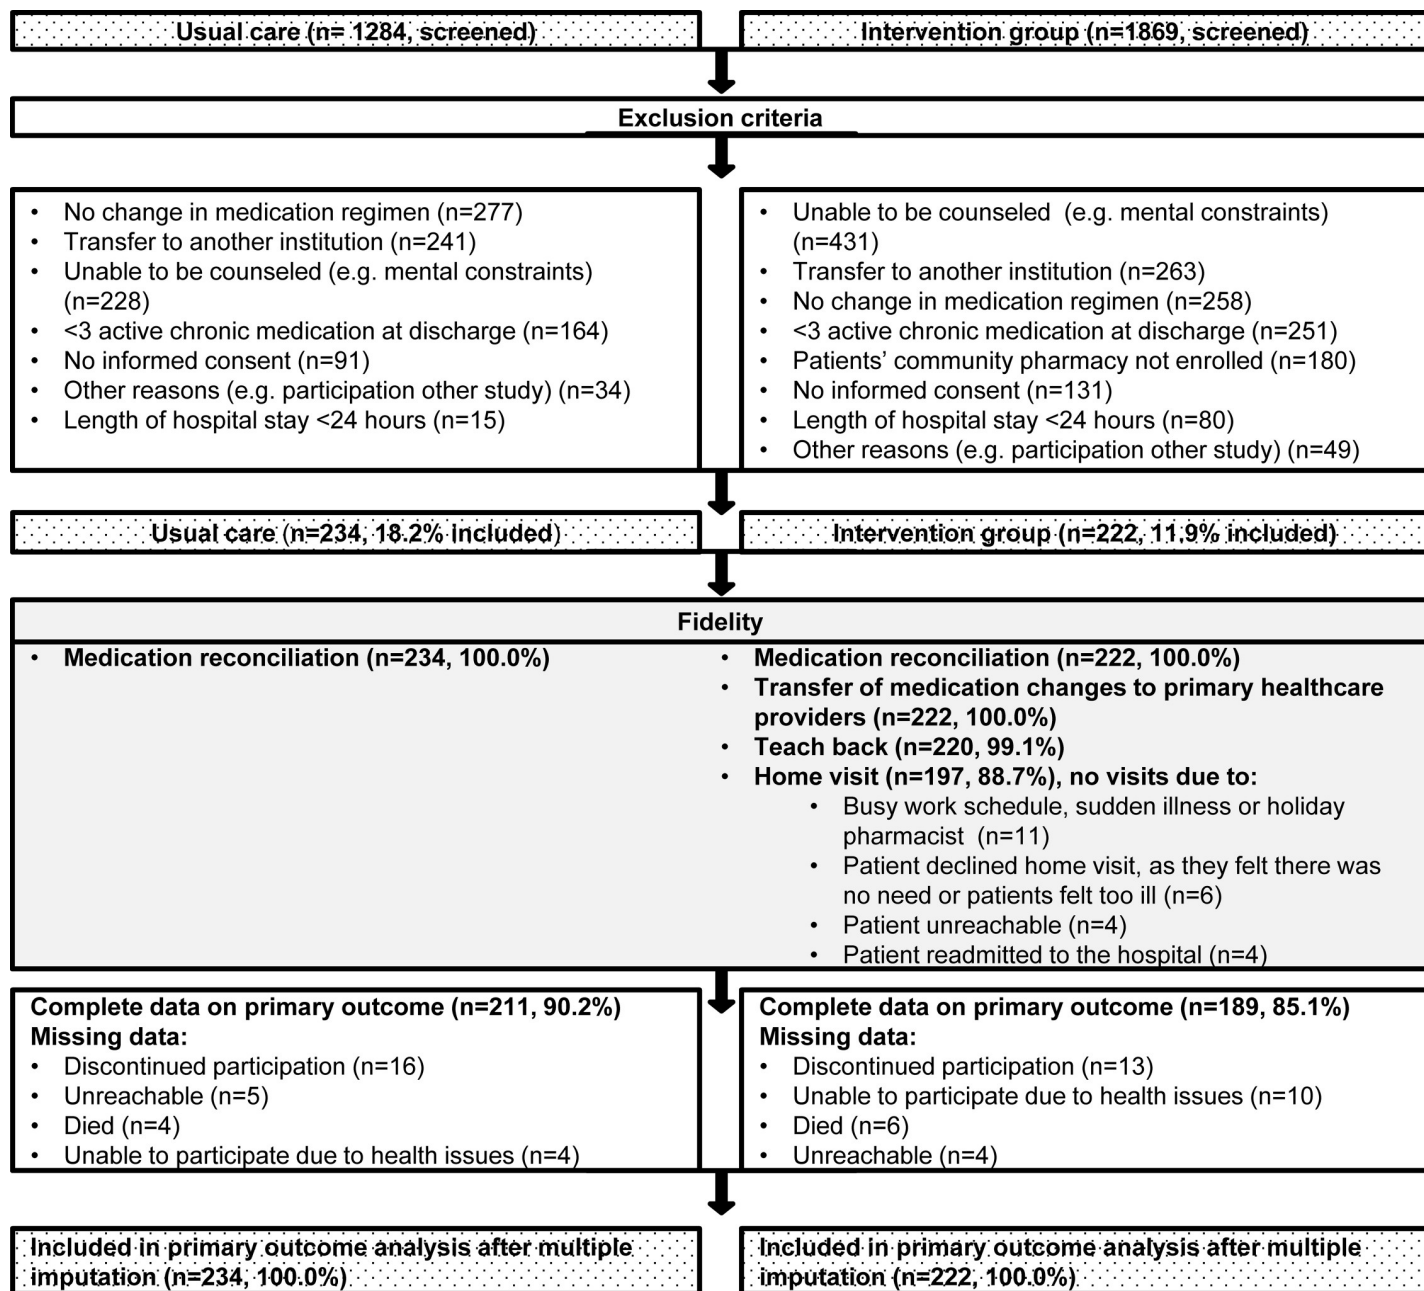 Usual care (n= 1284, screened)
Intervention group (n=1869, screened)
Exclusion criteria
• No change in medication regimen (n=277)
• Transfer to another institution (n=241)
• Unable to be counseled (e.g. mental constraints)
(n=228)
• <3 active chronic medication at discharge (n=164)
• No informed consent (n=91)
• Other reasons (e.g. participation other study) (n=34)
• Length of hospital stay <24 hours (n=15)
• Unable to be counseled  (e.g. mental constraints)
(n=431)
• Transfer to another institution (n=263)
• No change in medication regimen (n=258)
• <3 active chronic medication at discharge (n=251)
• Patients’ community pharmacy not enrolled (n=180)
• No informed consent (n=131)
• Length of hospital stay <24 hours (n=80)
• Other reasons (e.g. participation other study) (n=49)
Usual care (n=234, 18.2% included)
Intervention group (n=222, 11.9% included)
Fidelity
• Medication reconciliation (n=234, 100.0%)
• Medication reconciliation (n=222, 100.0%)
• Transfer of medication changes to primary healthcare
providers (n=222, 100.0%)
• Teach back (n=220, 99.1%)
• Home visit (n=197, 88.7%), no visits due to:
• Busy work schedule, sudden illness or holiday
pharmacist  (n=11)
• Patient declined home visit, as they felt there was
no need or patients felt too ill (n=6)
• Patient unreachable (n=4)
• Patient readmitted to the hospital (n=4)
Complete data on primary outcome (n=211, 90.2%)
Missing data:
• Discontinued participation (n=16)
• Unreachable (n=5)
• Died (n=4)
• Unable to participate due to health issues (n=4)
Complete data on primary outcome (n=189, 85.1%)
Missing data:
• Discontinued participation (n=13)
• Unable to participate due to health issues (n=10)
• Died (n=6)
• Unreachable (n=4)
Included in primary outcome analysis after multiple
imputation (n=234, 100.0%)
Included in primary outcome analysis after multiple
imputation (n=222, 100.0%)